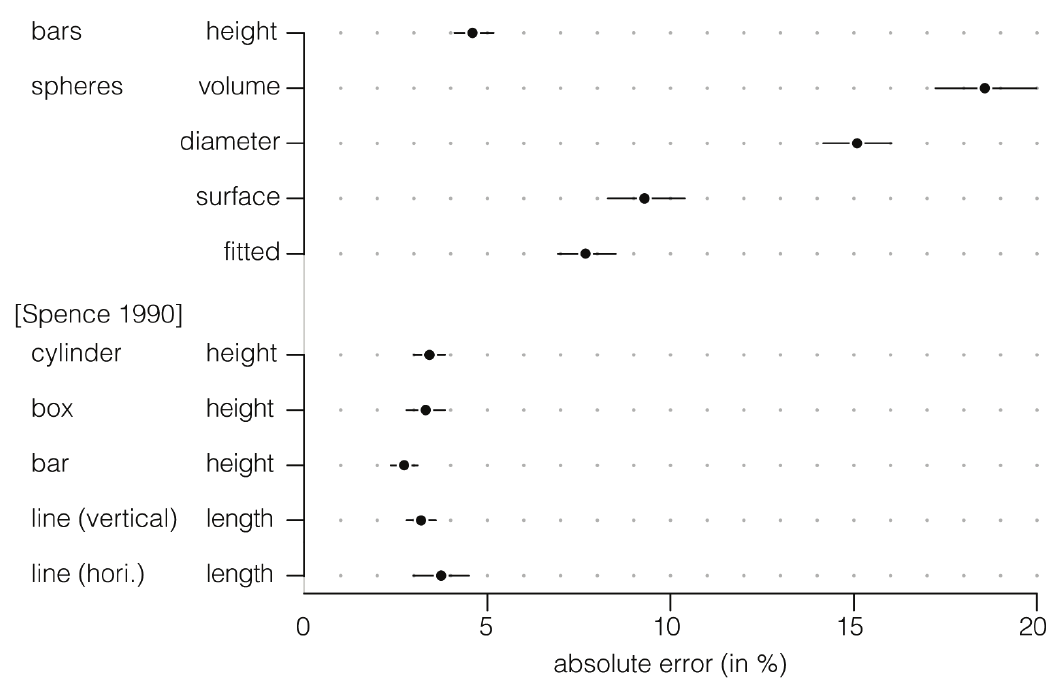 bars height
spheres volume
diameter
surface
fitted
[Spence 1990]
cylinder height
box height
bar height
line (vertical) length
line (hori.) length
0 5 10 15 20
absolute error (in %)